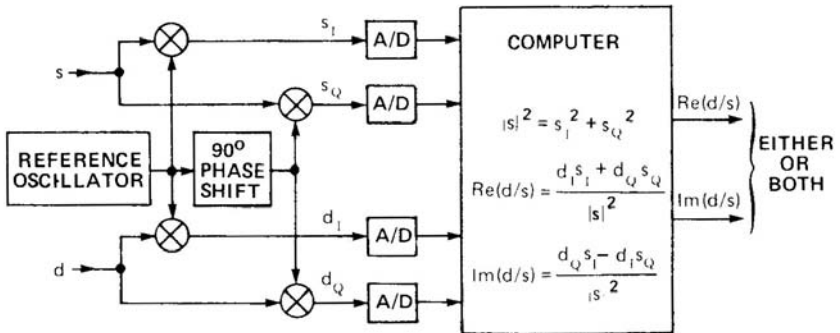 s
REFERENCE
OSCILLATOR
90°
PHASE
SHIFT
d
s_I
s_Q
d_I
d_Q
A/D
A/D
A/D
A/D
COMPUTER
|s|² = s_I² + s_Q²
Re(d/s) = (d_I s_I + d_Q s_Q) / |s|²
Im(d/s) = (d_Q s_I − d_I s_Q) / |s|²
Re(d/s)
Im(d/s)
EITHER
OR
BOTH